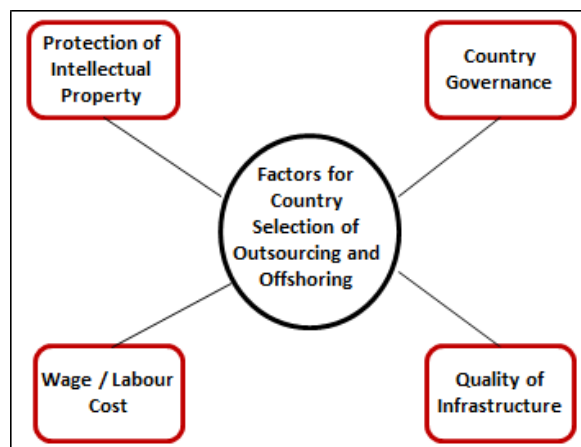 Protection of
Intellectual
Property
Country
Governance
Factors for
Country
Selection of
Outsourcing and
Offshoring
Wage / Labour
Cost
Quality of
Infrastructure